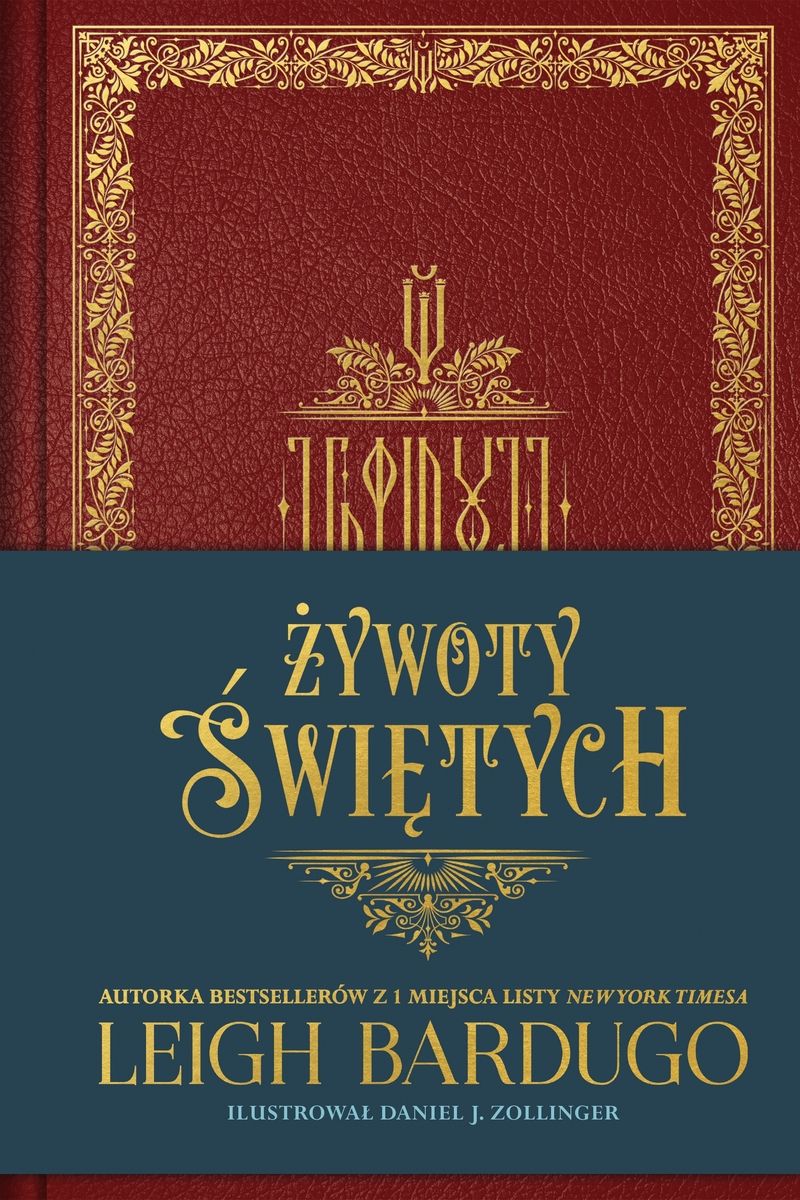 ŻYWOTY
ŚWIĘTYCH
AUTORKA BESTSELLERÓW Z 1 MIEJSCA LISTY NEW YORK TIMESA
LEIGH BARDUGO
ILUSTROWAŁ DANIEL J. ZOLLINGER